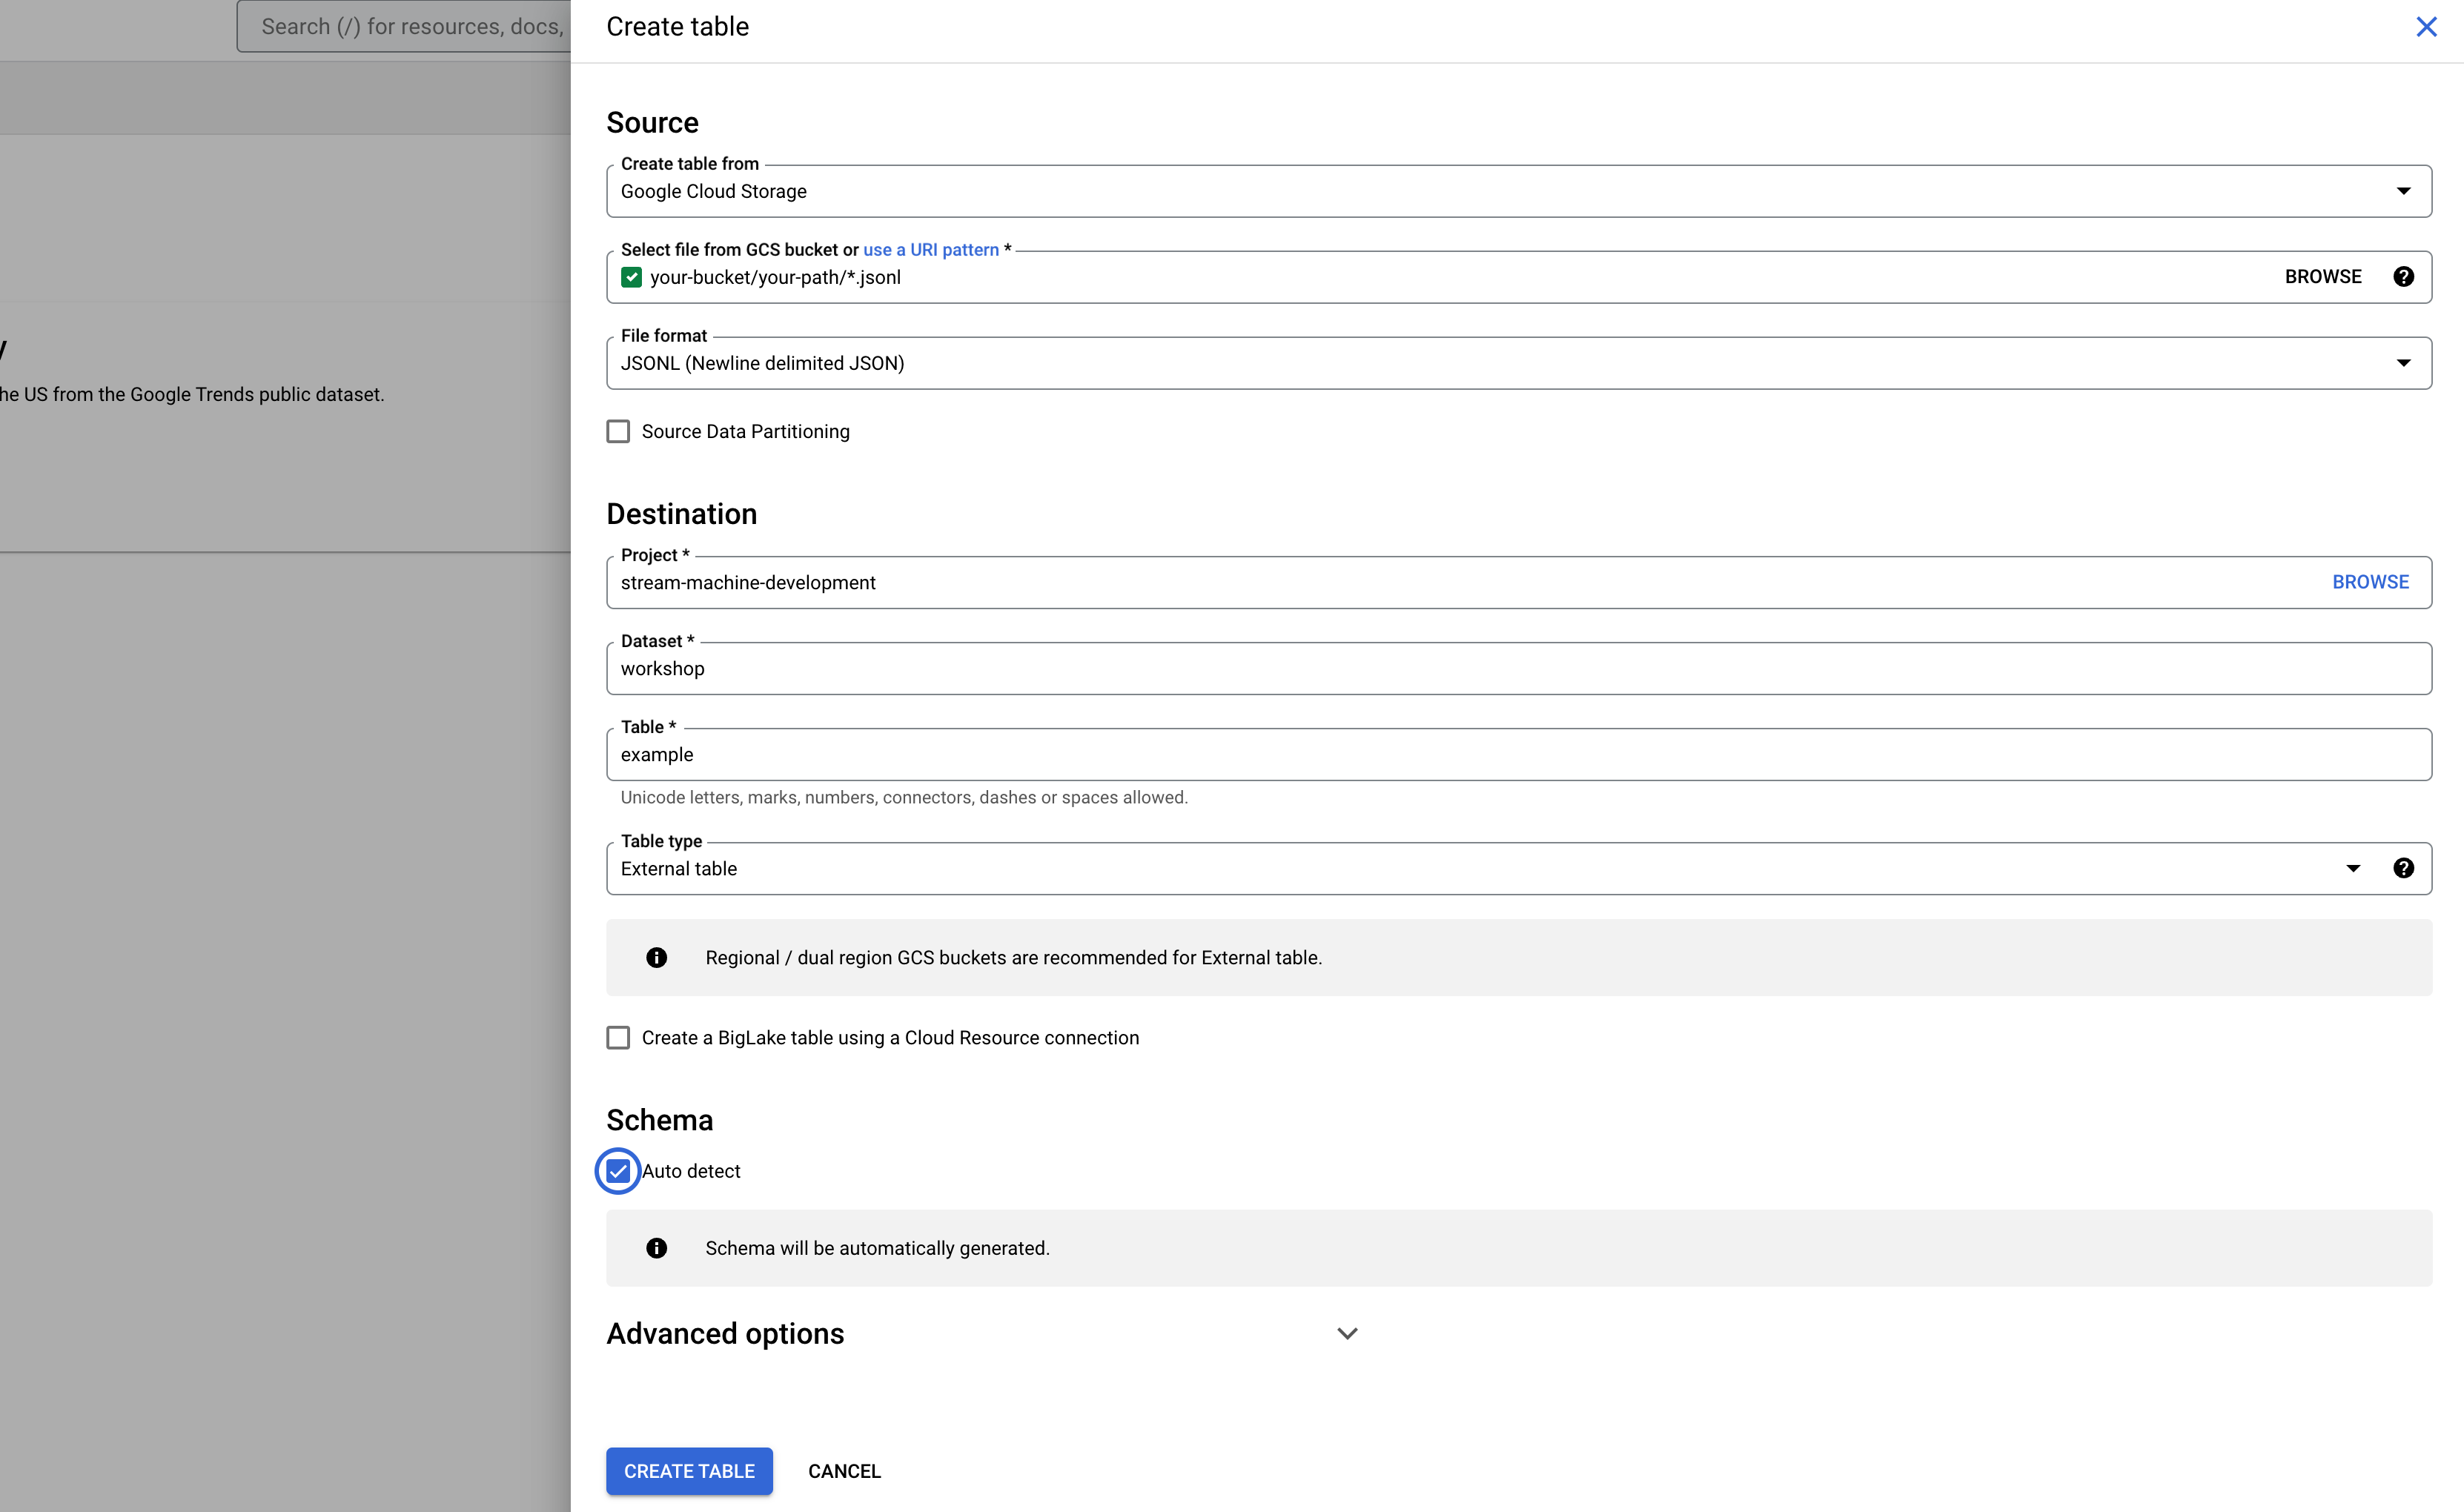 Search (/) for resources, docs,
Create table
Source
Create table from
Google Cloud Storage
Select file from GCS bucket or use a URI pattern *
your-bucket/your-path/*.jsonl
BROWSE
File format
JSONL (Newline delimited JSON)
he US from the Google Trends public dataset.
Source Data Partitioning
Destination
Project *
stream-machine-development
BROWSE
Dataset *
workshop
Table *
example
Unicode letters, marks, numbers, connectors, dashes or spaces allowed.
Table type
External table
Regional / dual region GCS buckets are recommended for External table.
Create a BigLake table using a Cloud Resource connection
Schema
Auto detect
Schema will be automatically generated.
Advanced options
CREATE TABLE
CANCEL